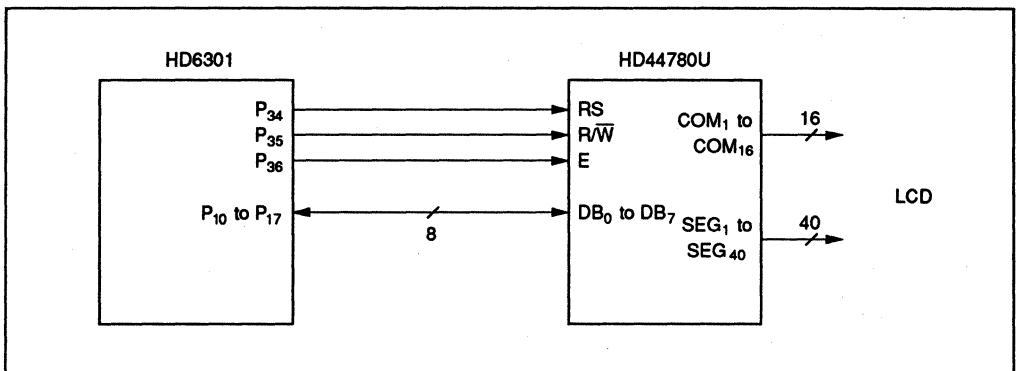 HD6301
HD44780U
P34
RS
COM1 to
COM16
16
P35
R/W̅
P36
E
LCD
P10 to P17
8
DB0 to DB7
SEG1 to
SEG40
40